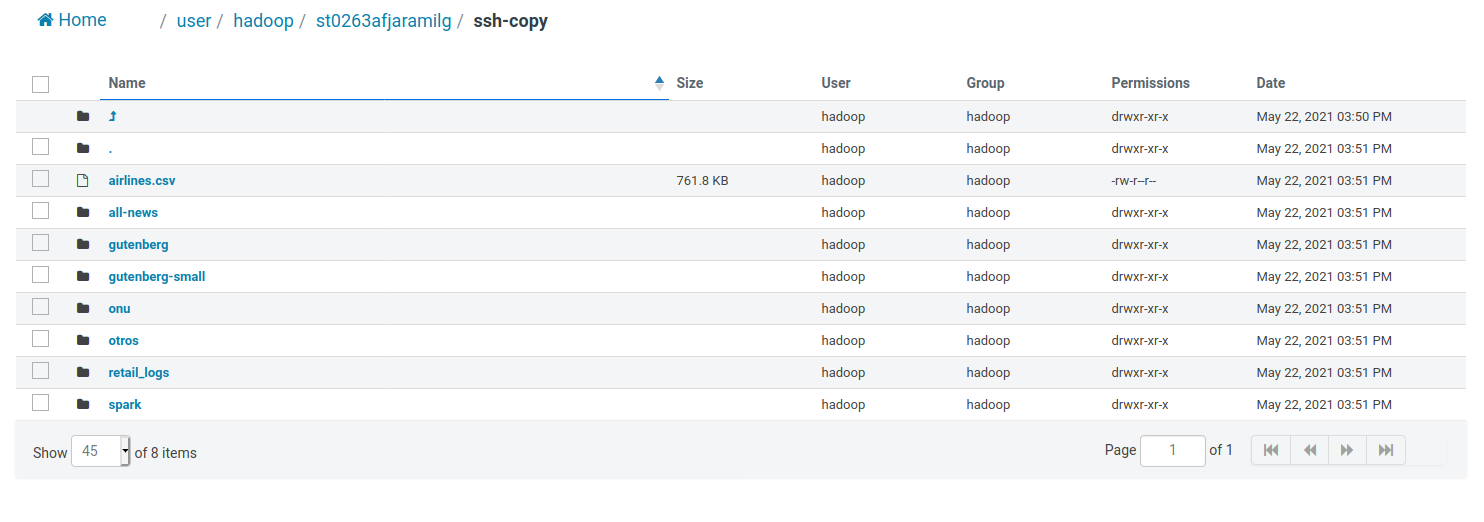 Home / user / hadoop / st0263afjaramilg / ssh-copy
Name Size User Group Permissions Date
hadoop hadoop drwxr-xr-x May 22, 2021 03:50 PM
. hadoop hadoop drwxr-xr-x May 22, 2021 03:51 PM
airlines.csv 761.8 KB hadoop hadoop -rw-r--r-- May 22, 2021 03:51 PM
all-news hadoop hadoop drwxr-xr-x May 22, 2021 03:51 PM
gutenberg hadoop hadoop drwxr-xr-x May 22, 2021 03:51 PM
gutenberg-small hadoop hadoop drwxr-xr-x May 22, 2021 03:51 PM
onu hadoop hadoop drwxr-xr-x May 22, 2021 03:51 PM
otros hadoop hadoop drwxr-xr-x May 22, 2021 03:51 PM
retail_logs hadoop hadoop drwxr-xr-x May 22, 2021 03:51 PM
spark hadoop hadoop drwxr-xr-x May 22, 2021 03:51 PM
Show 45 of 8 items Page 1 of 1